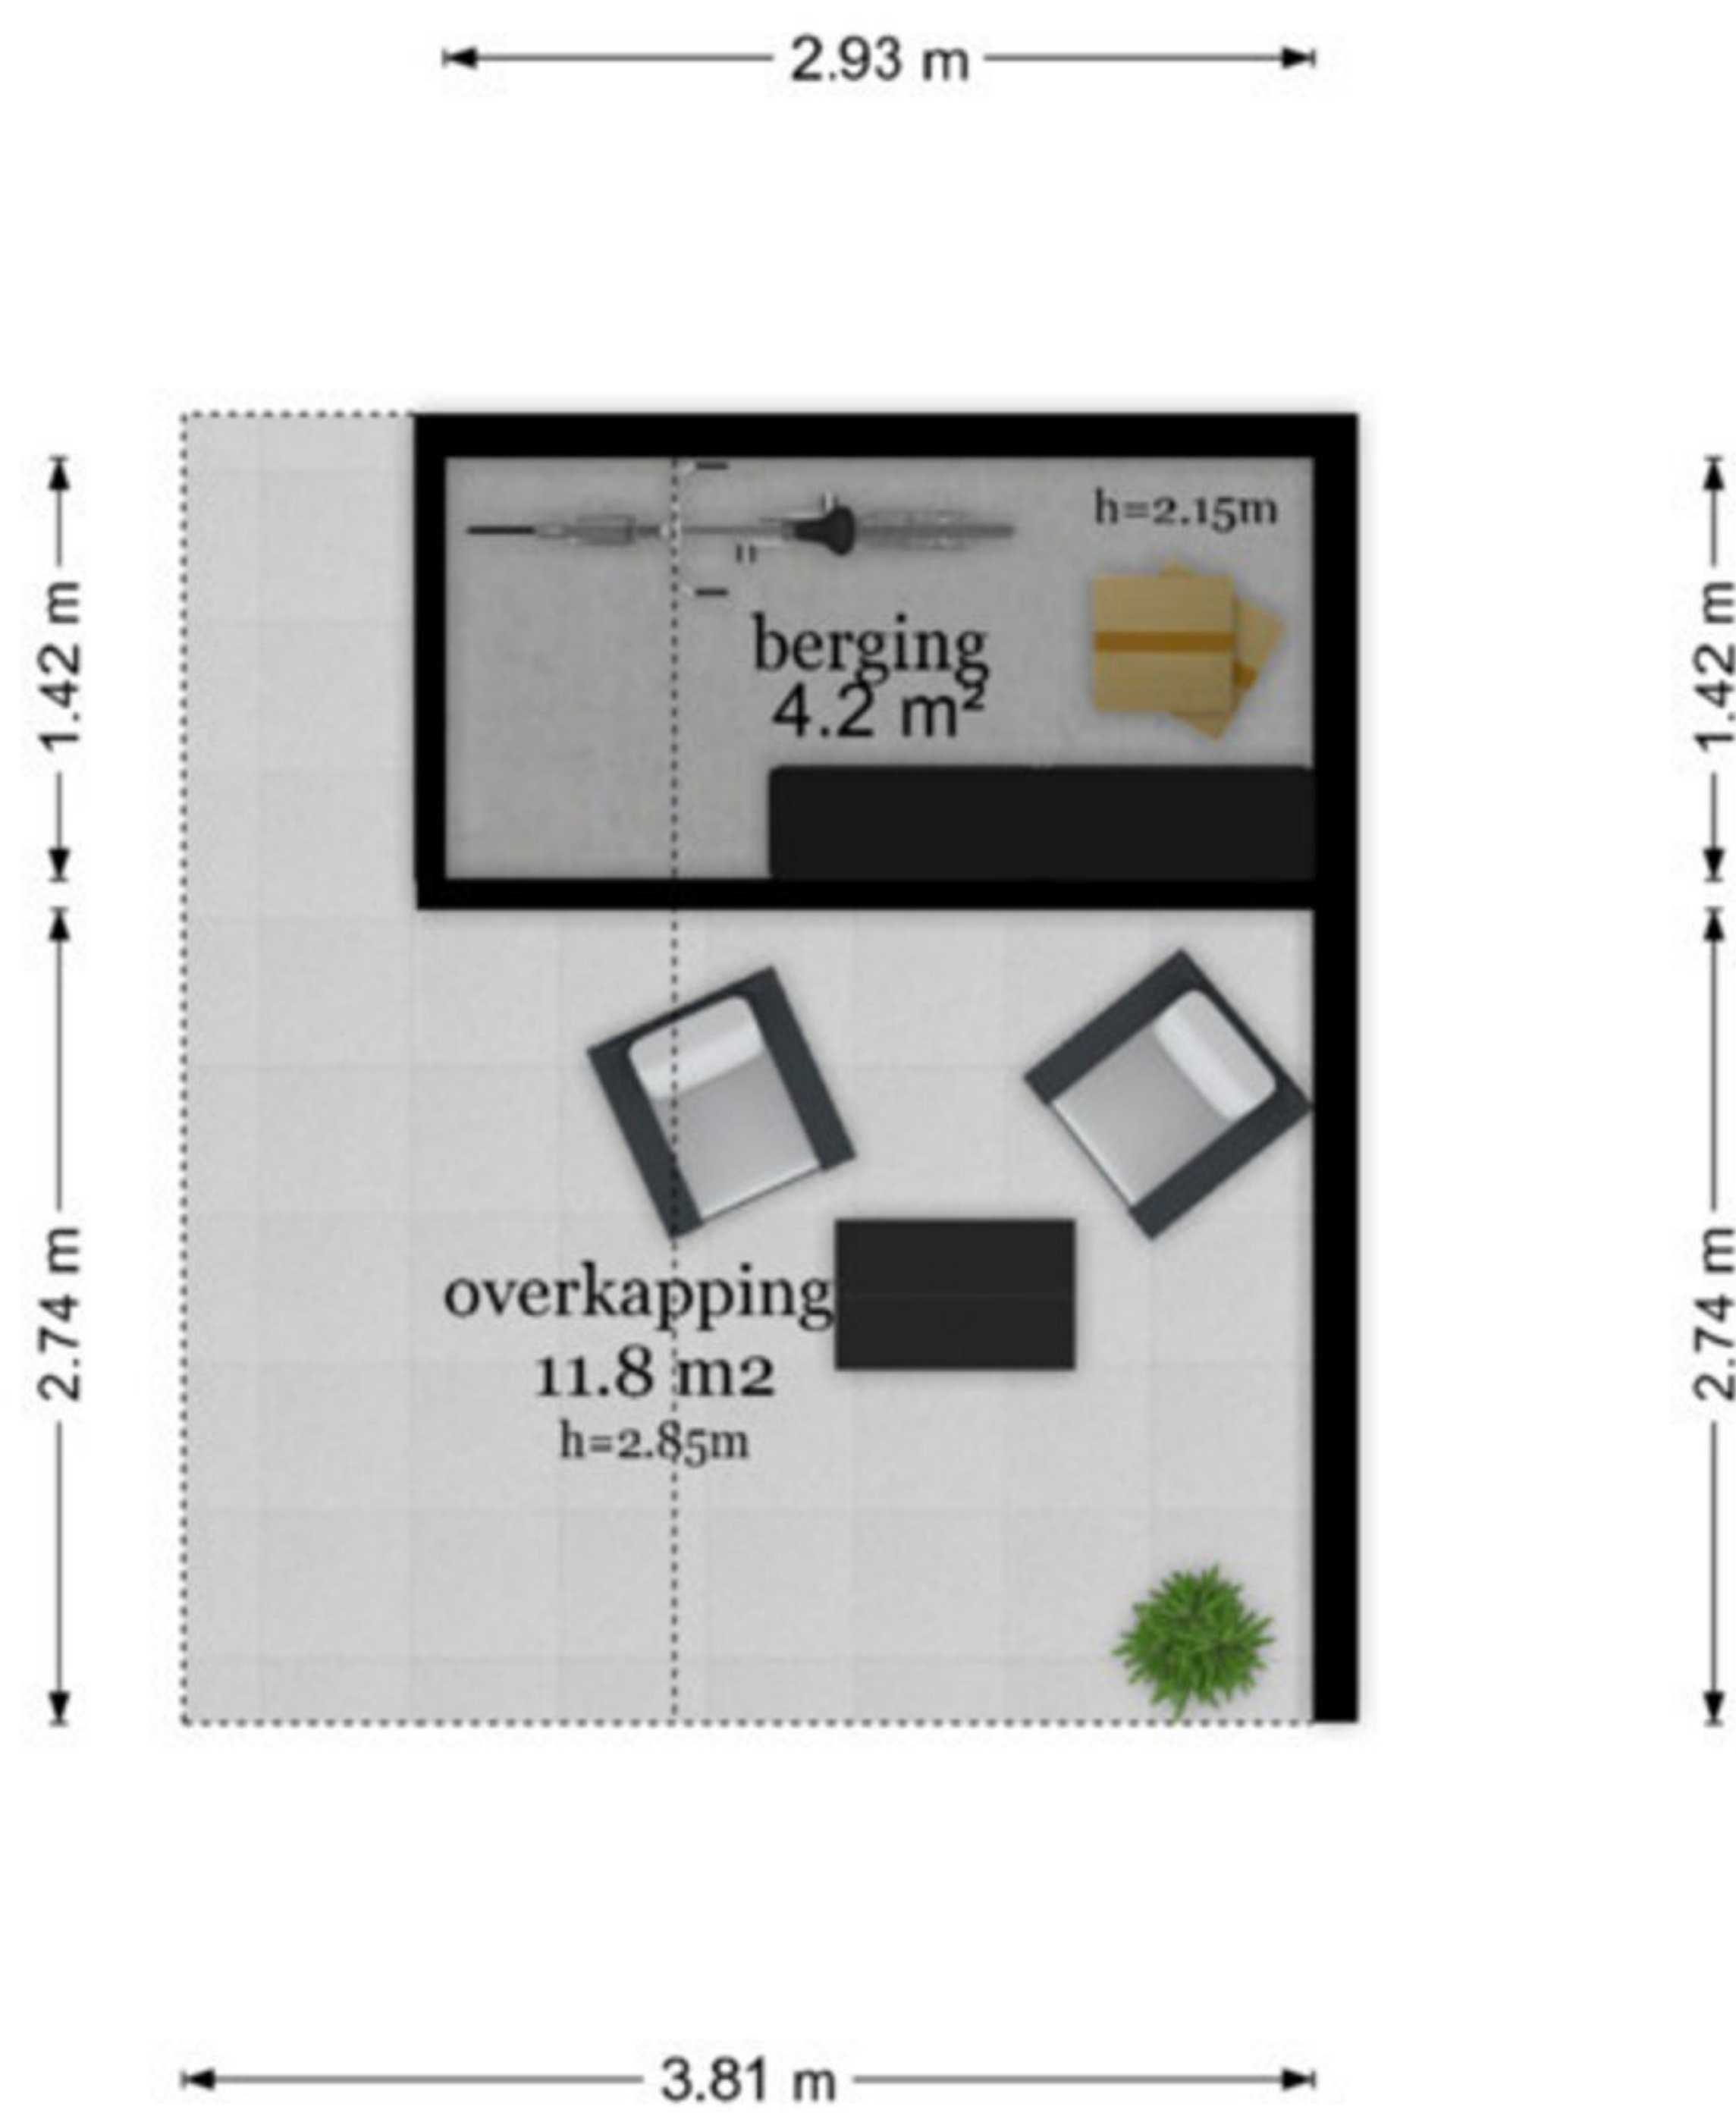 2.93 m
h=2.15m
berging
4.2 m²
1.42 m
1.42 m
2.74 m
2.74 m
overkapping
11.8 m2
h=2.85m
3.81 m